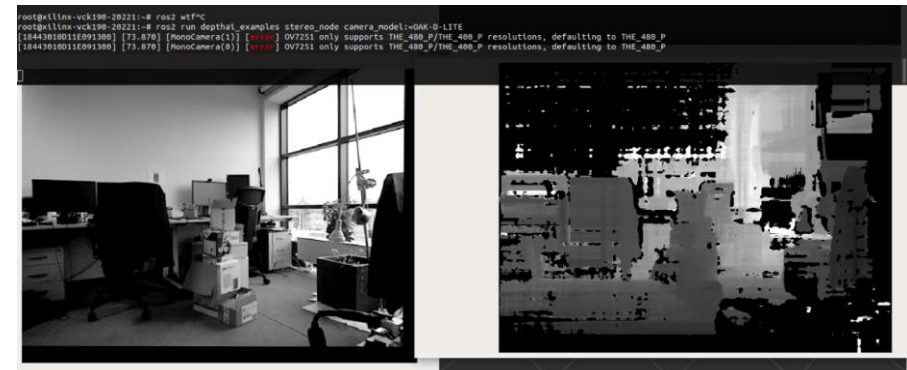 root@xilinx-vck190-20221:~# ros2 wtf^C
root@xilinx-vck190-20221:~# ros2 run depthai_examples stereo_node camera_model:=OAK-D-LITE
[18443010D11E091300] [73.870] [MonoCamera(1)] [error] OV7251 only supports THE_480_P/THE_400_P resolutions, defaulting to THE_480_P
[18443010D11E091300] [73.870] [MonoCamera(0)] [error] OV7251 only supports THE_480_P/THE_400_P resolutions, defaulting to THE_480_P